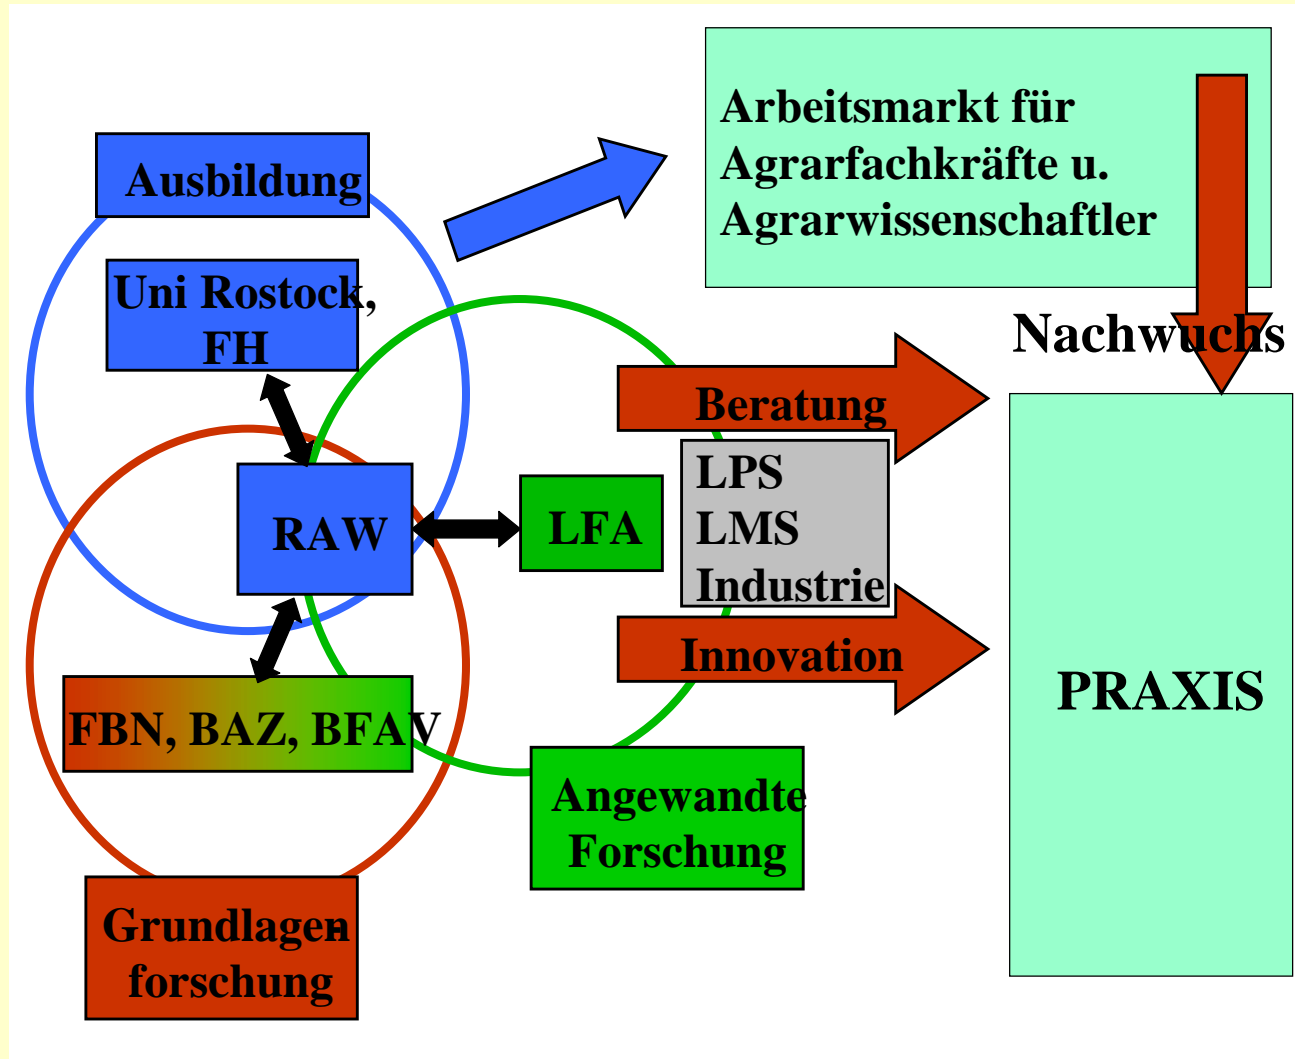 Arbeitsmarkt für
Agrarfachkräfte u.
Agrarwissenschaftler
Ausbildung
Uni Rostock,
FH
Nachwuchs
Beratung
LPS
LMS
Industrie
RAW
LFA
Innovation
PRAXIS
FBN, BAZ, BFAV
Angewandte
Forschung
Grundlagen-
forschung